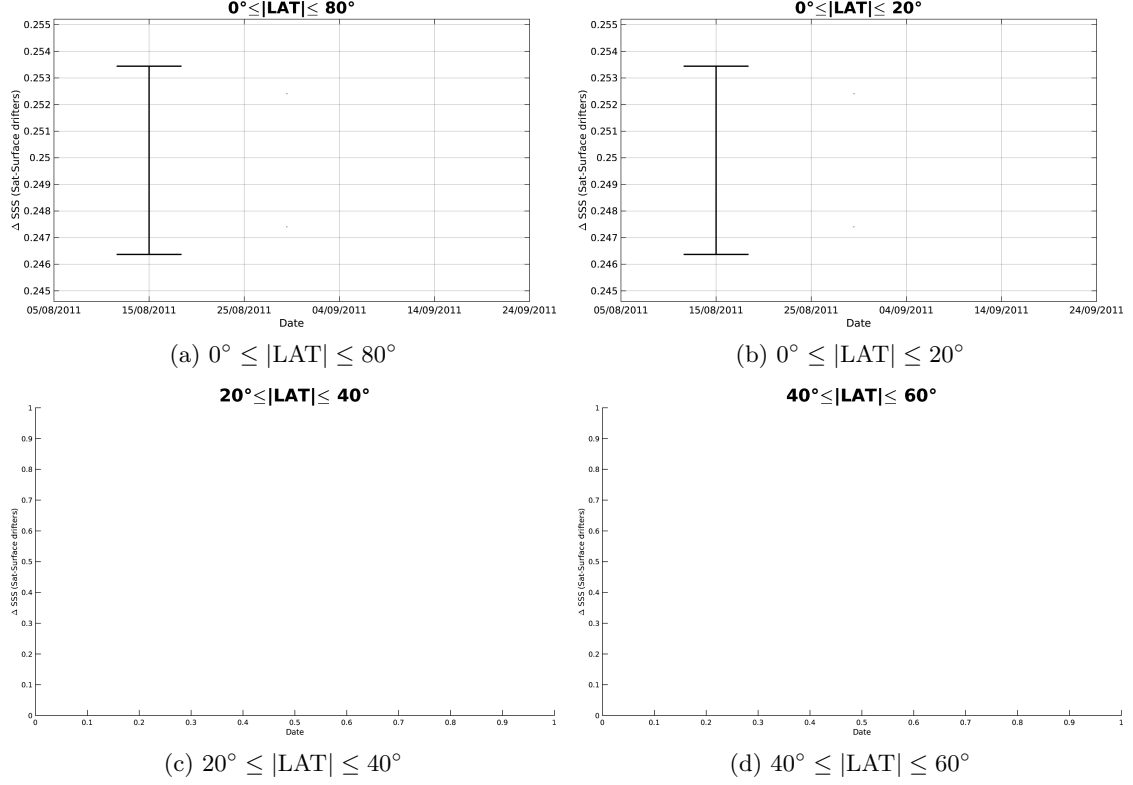 0°≤|LAT|≤ 80°
0.255
0.254
0.253
0.252
0.251
0.25
0.249
0.248
0.247
0.246
0.245
Δ SSS (Sat-Surface drifters)
05/08/2011 15/08/2011 25/08/2011 04/09/2011 14/09/2011 24/09/2011
Date
(a) 0° ≤ |LAT| ≤ 80°
0°≤|LAT|≤ 20°
0.255
0.254
0.253
0.252
0.251
0.25
0.249
0.248
0.247
0.246
0.245
Δ SSS (Sat-Surface drifters)
05/08/2011 15/08/2011 25/08/2011 04/09/2011 14/09/2011 24/09/2011
Date
(b) 0° ≤ |LAT| ≤ 20°
20°≤|LAT|≤ 40°
1
0.9
0.8
0.7
0.6
0.5
0.4
0.3
0.2
0.1
0
Δ SSS (Sat-Surface drifters)
0 0.1 0.2 0.3 0.4 0.5 0.6 0.7 0.8 0.9 1
Date
(c) 20° ≤ |LAT| ≤ 40°
40°≤|LAT|≤ 60°
1
0.9
0.8
0.7
0.6
0.5
0.4
0.3
0.2
0.1
0
Δ SSS (Sat-Surface drifters)
0 0.1 0.2 0.3 0.4 0.5 0.6 0.7 0.8 0.9 1
Date
(d) 40° ≤ |LAT| ≤ 60°